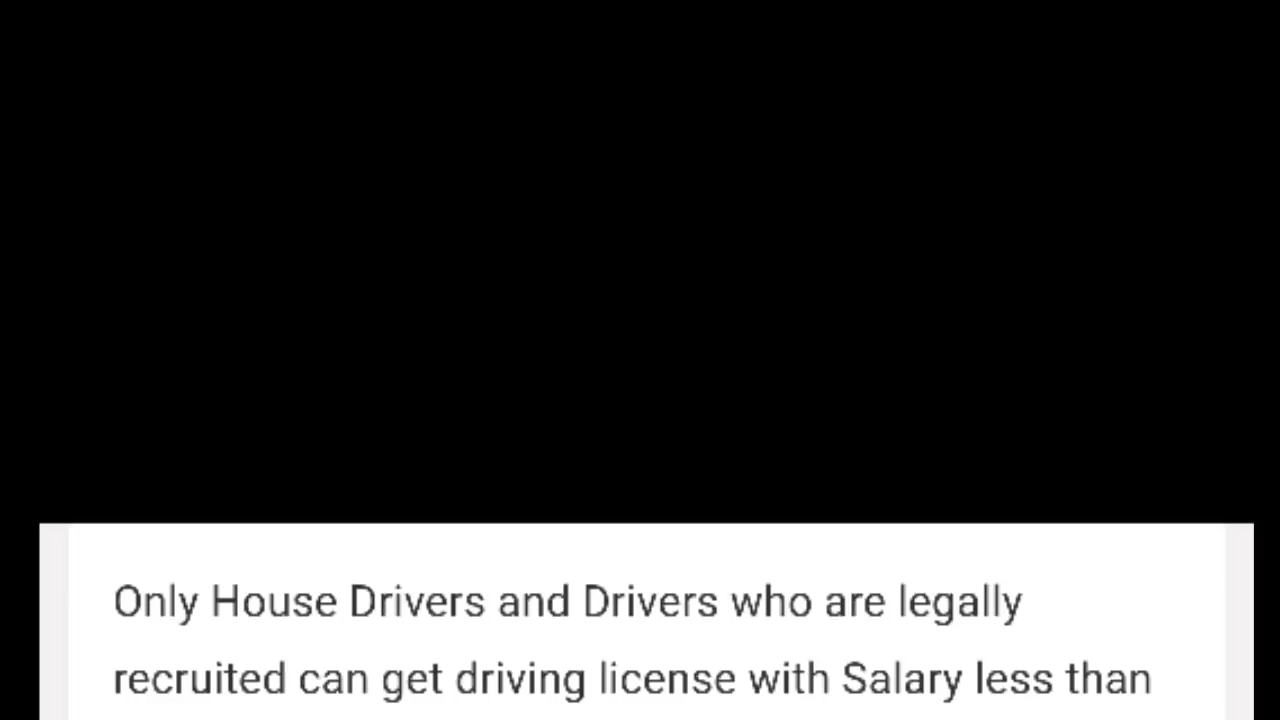 Only House Drivers and Drivers who are legally
recruited can get driving license with Salary less than